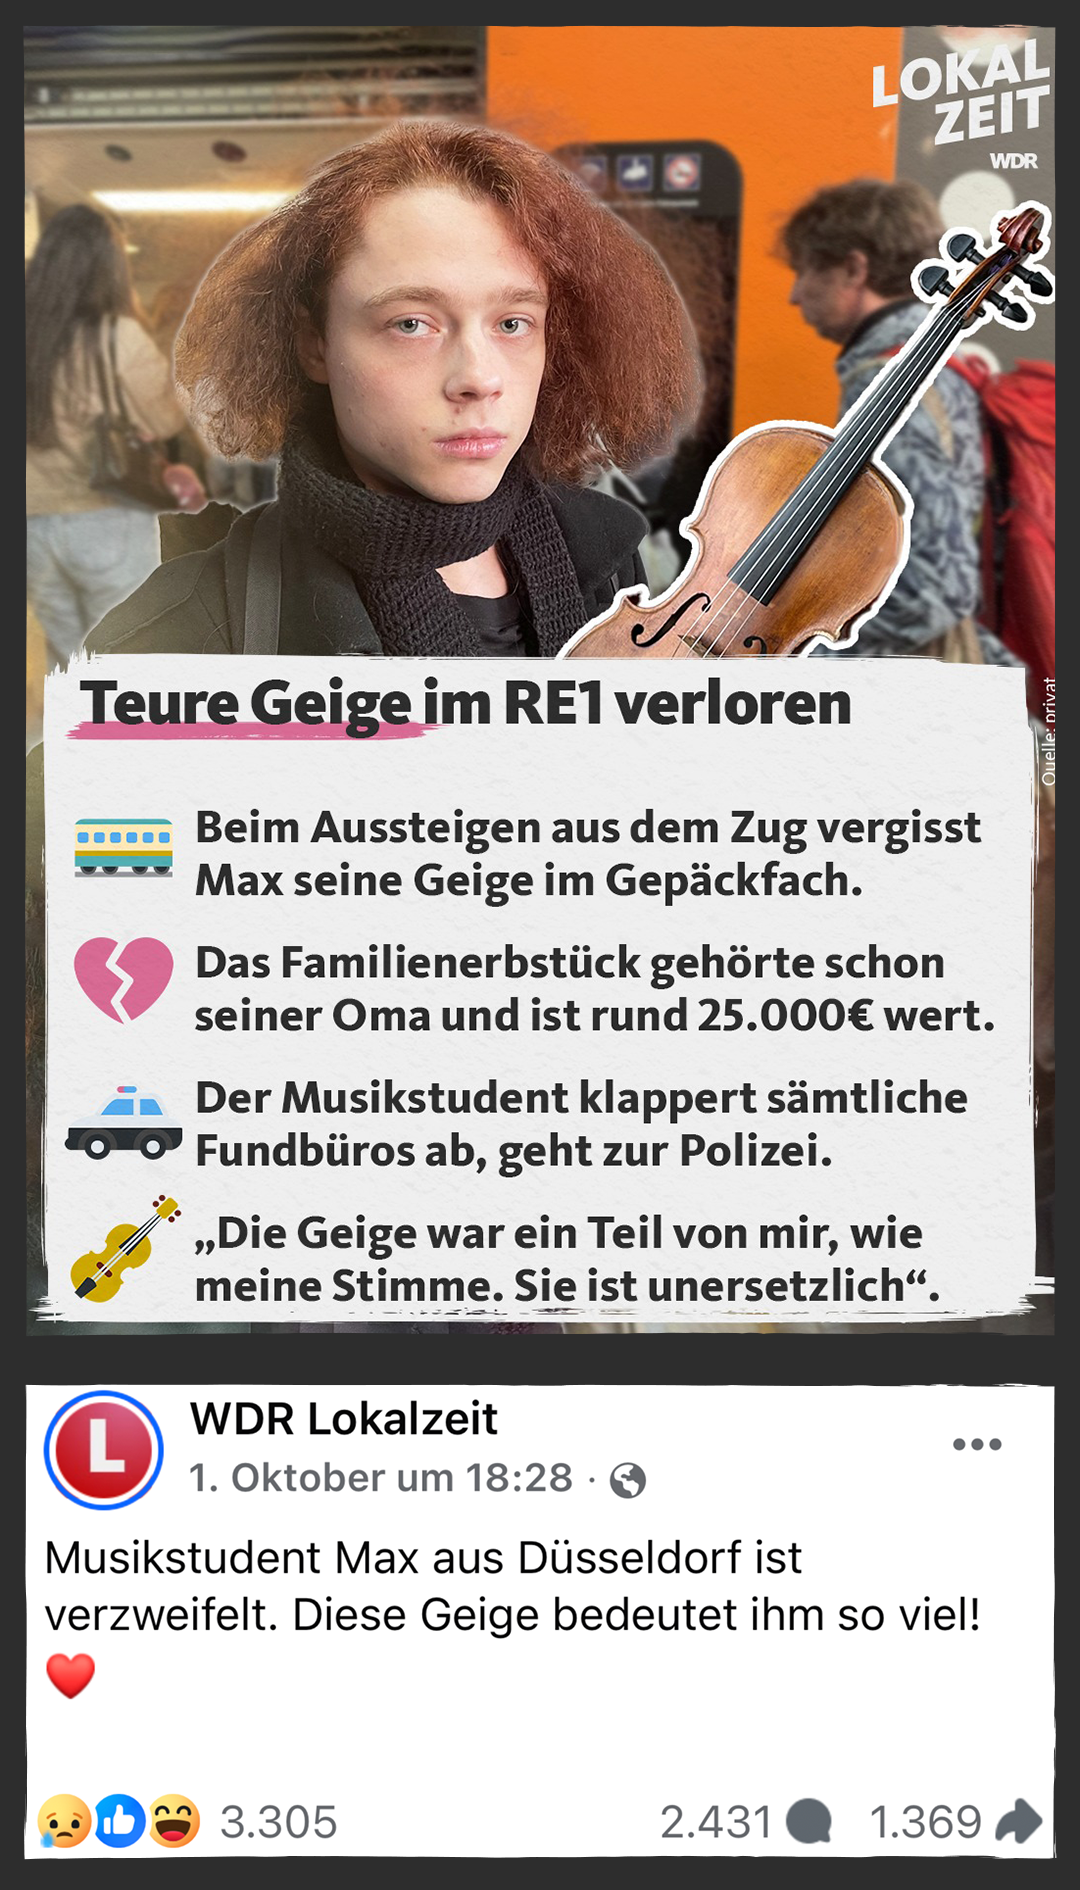 LOKAL
ZEIT
WDR
Teure Geige im RE1 verloren
Quelle: privat
Beim Aussteigen aus dem Zug vergisst
Max seine Geige im Gepäckfach.
Das Familienerbstück gehörte schon
seiner Oma und ist rund 25.000€ wert.
Der Musikstudent klappert sämtliche
Fundbüros ab, geht zur Polizei.
„Die Geige war ein Teil von mir, wie
meine Stimme. Sie ist unersetzlich“.
L
WDR Lokalzeit
1. Oktober um 18:28 ·
Musikstudent Max aus Düsseldorf ist
verzweifelt. Diese Geige bedeutet ihm so viel!
❤️
3.305 2.431 1.369